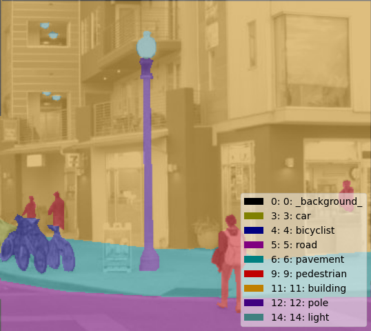 0: 0: _background_
3: 3: car
4: 4: bicyclist
5: 5: road
6: 6: pavement
9: 9: pedestrian
11: 11: building
12: 12: pole
14: 14: light